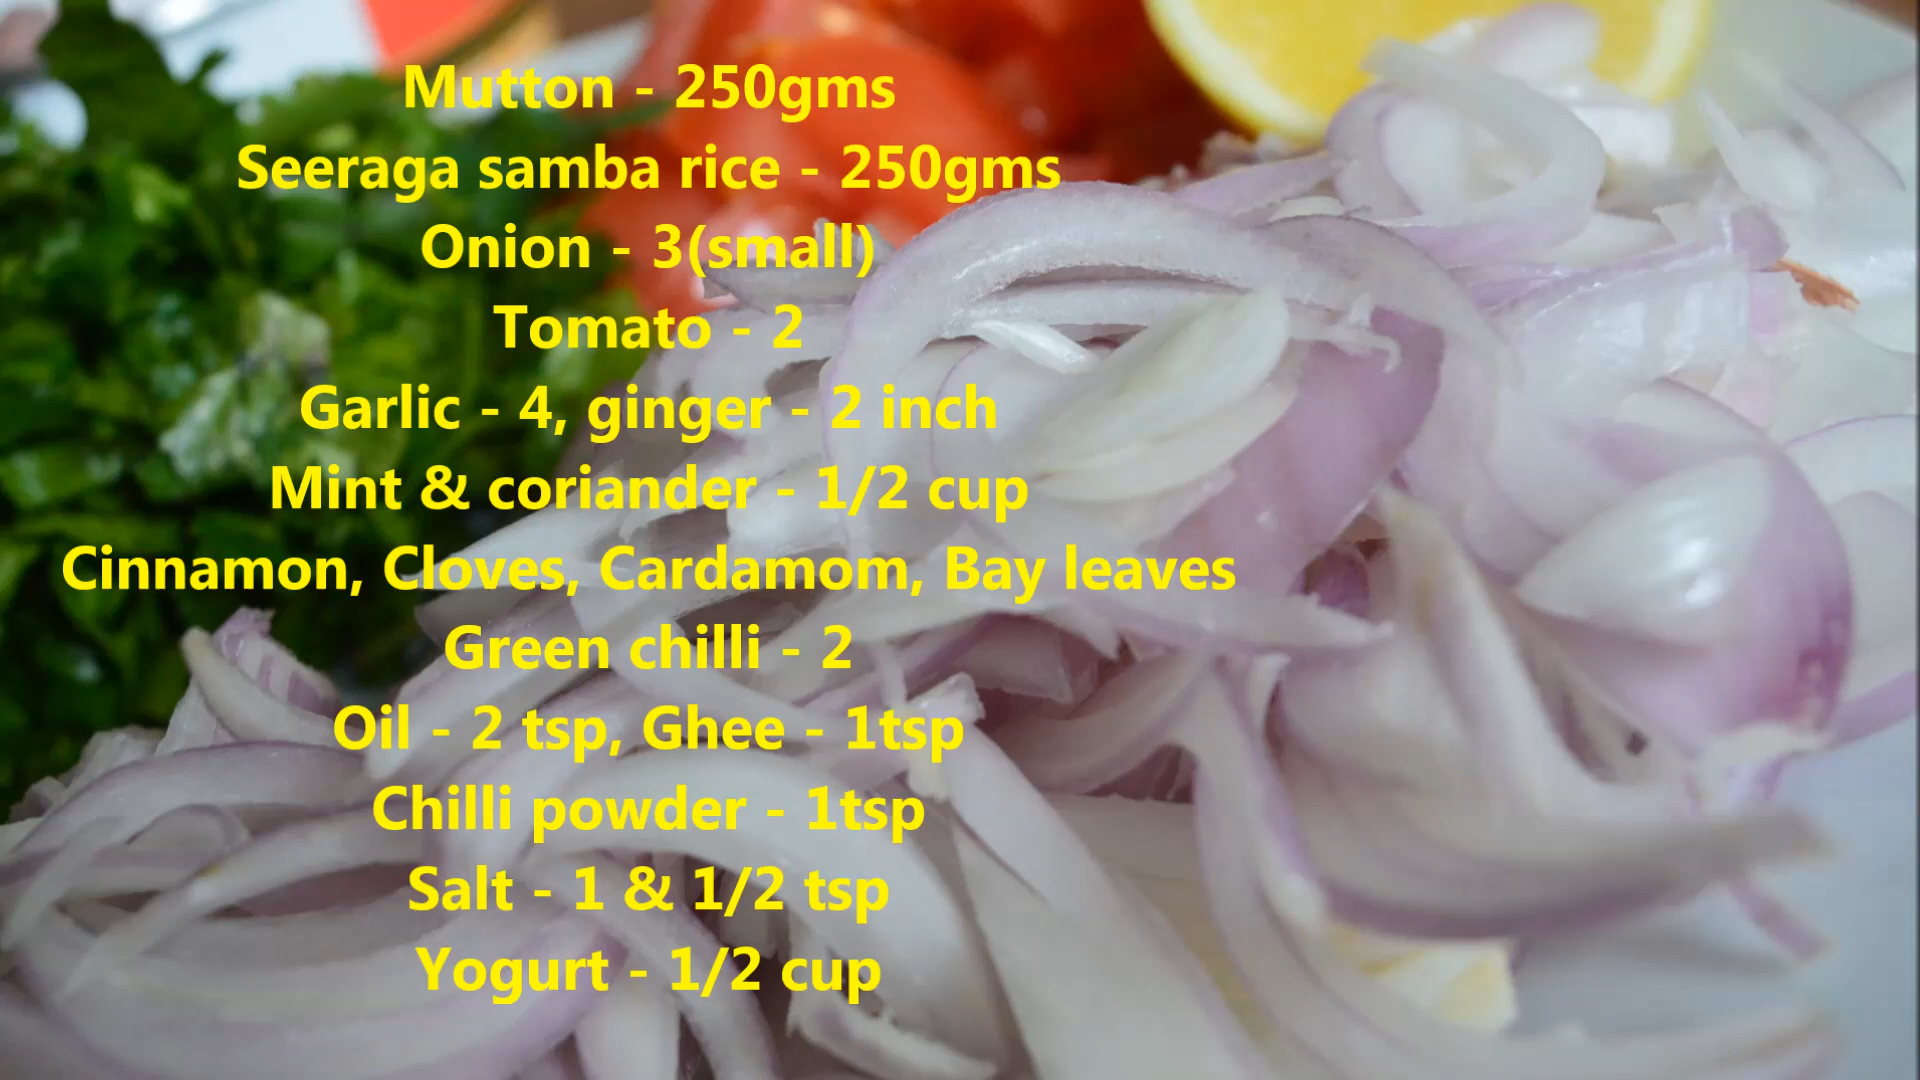 Mutton - 250gms
Seeraga samba rice - 250gms
Onion - 3(small)
Tomato - 2
Garlic - 4, ginger - 2 inch
Mint & coriander - 1/2 cup
Cinnamon, Cloves, Cardamom, Bay leaves
Green chilli - 2
Oil - 2 tsp, Ghee - 1tsp
Chilli powder - 1tsp
Salt - 1 & 1/2 tsp
Yogurt - 1/2 cup